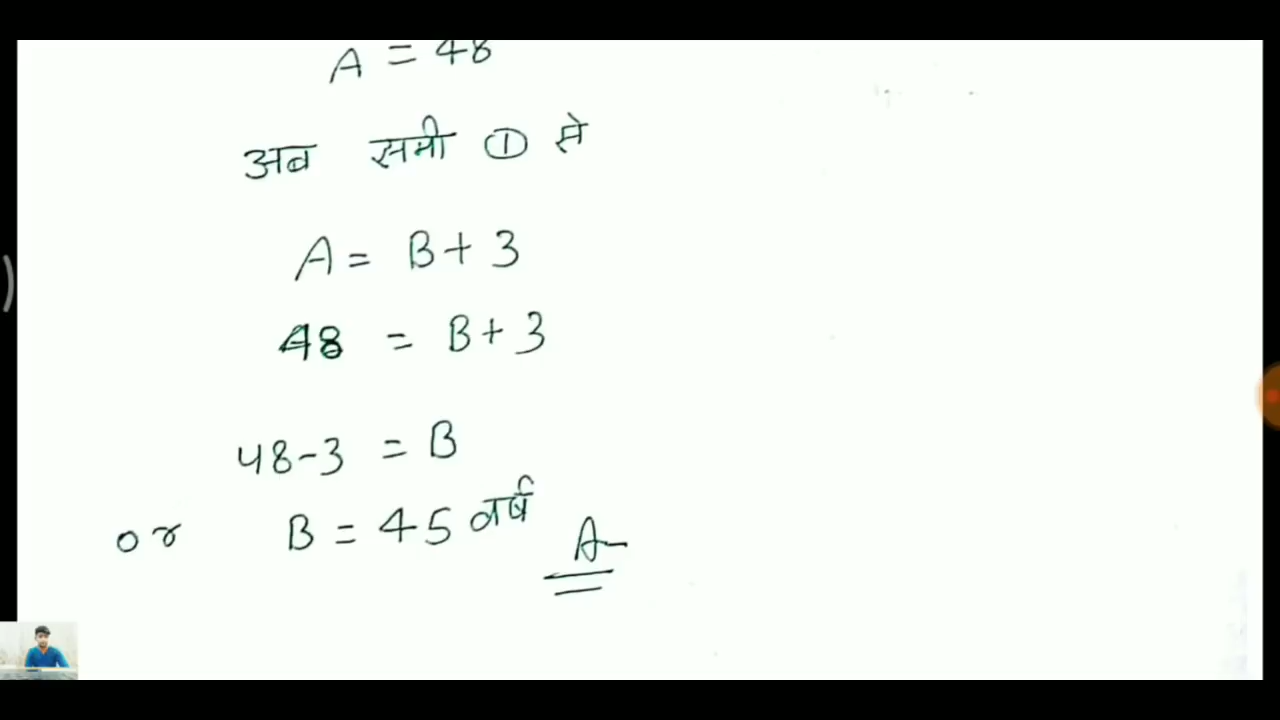 A = 48
अब समी ① से
A = B + 3
48 = B + 3
48 - 3 = B
or B = 45 वर्ष A